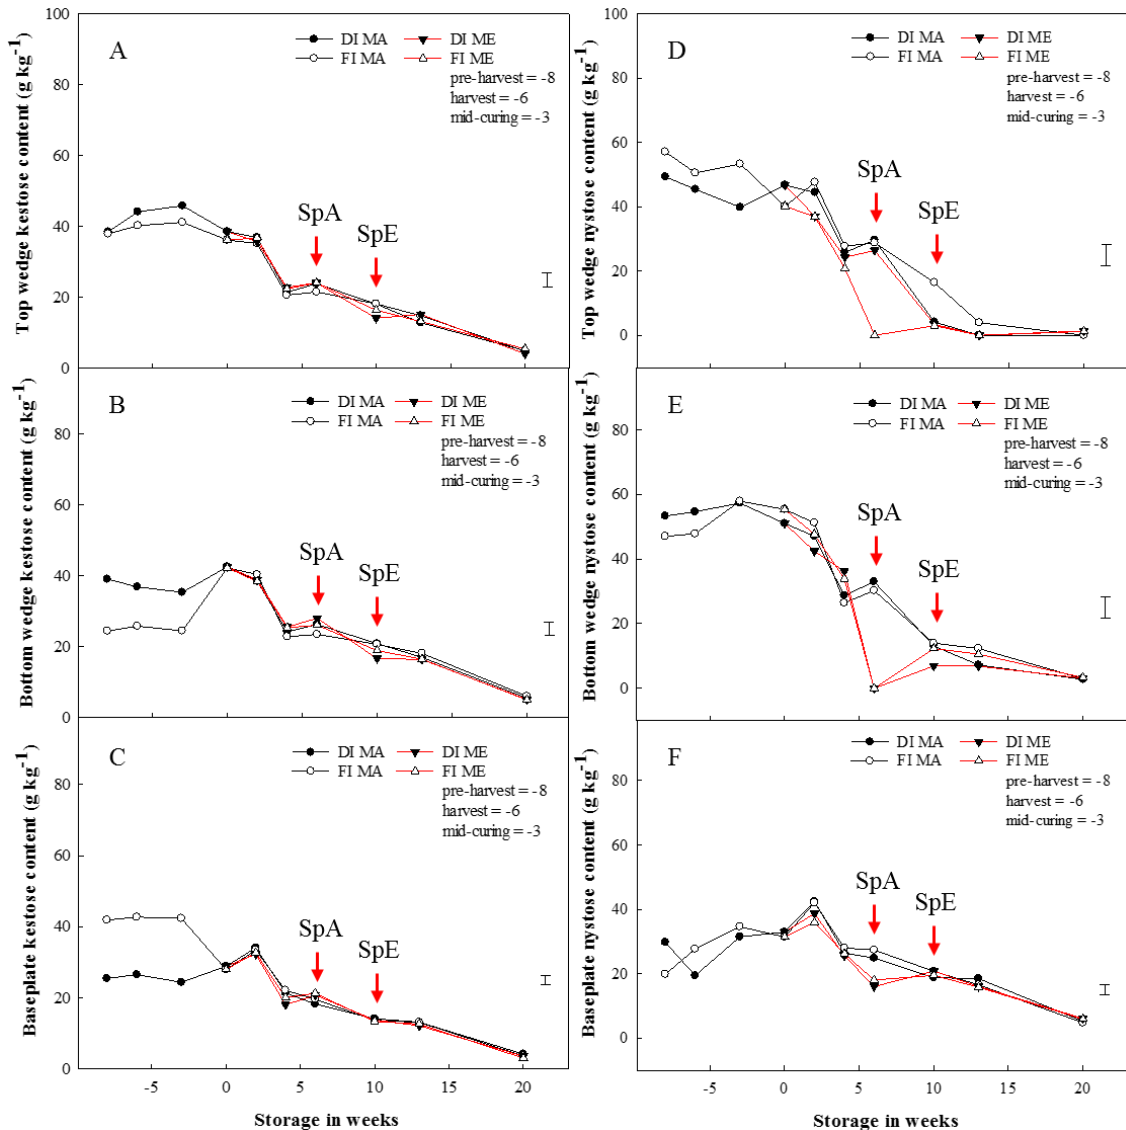 A
DI MA
DI ME
FI MA
FI ME
pre-harvest = -8
harvest = -6
mid-curing = -3
SpA
SpE
Top wedge kestose content (g kg-1)
100
80
60
40
20
0
D
DI MA
DI ME
FI MA
FI ME
pre-harvest = -8
harvest = -6
mid-curing = -3
SpA
SpE
Top wedge nystose content (g kg-1)
100
80
60
40
20
0
B
DI MA
DI ME
FI MA
FI ME
pre-harvest = -8
harvest = -6
mid-curing = -3
SpA
SpE
Bottom wedge kestose content (g kg-1)
80
60
40
20
0
E
DI MA
DI ME
FI MA
FI ME
pre-harvest = -8
harvest = -6
mid-curing = -3
SpA
SpE
Bottom wedge nystose content (g kg-1)
80
60
40
20
0
C
DI MA
DI ME
FI MA
FI ME
pre-harvest = -8
harvest = -6
mid-curing = -3
SpA
SpE
Baseplate kestose content (g kg-1)
80
60
40
20
0
-5 0 5 10 15 20
Storage in weeks
F
DI MA
DI ME
FI MA
FI ME
pre-harvest = -8
harvest = -6
mid-curing = -3
SpA
SpE
Baseplate nystose content (g kg-1)
80
60
40
20
0
-5 0 5 10 15 20
Storage in weeks